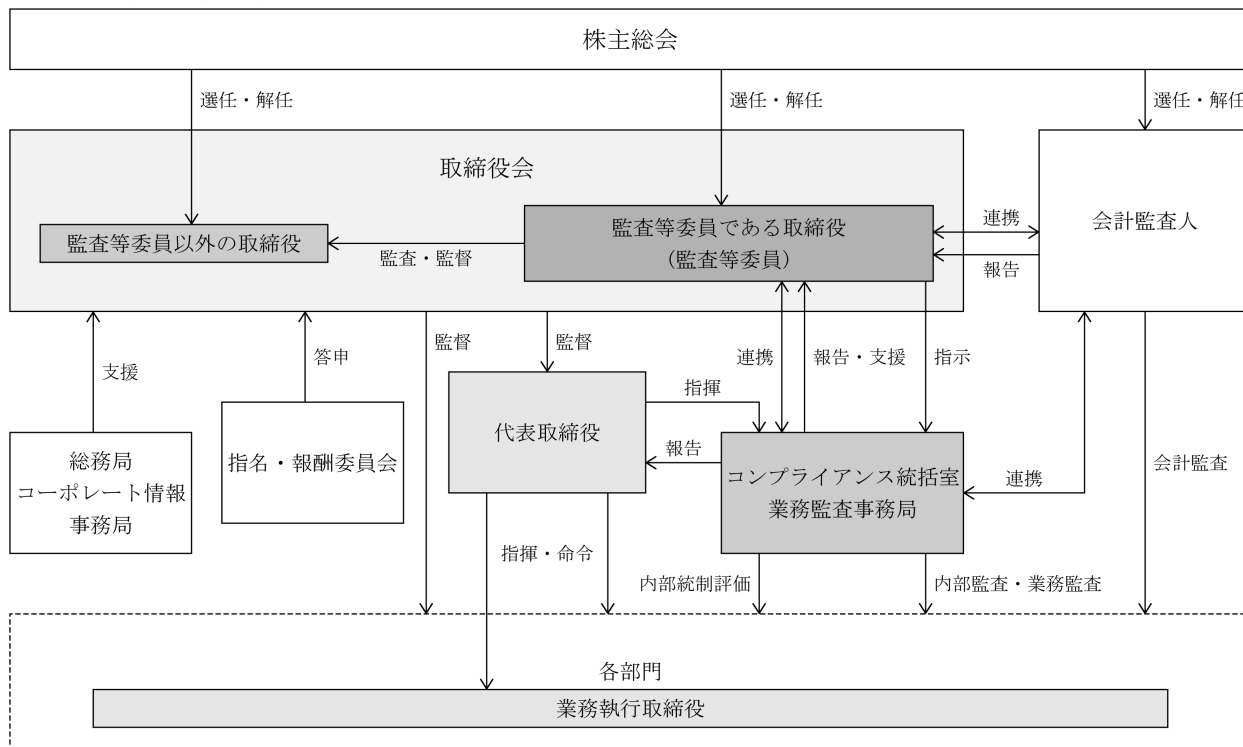 株主総会
選任・解任
選任・解任
選任・解任
取締役会
監査等委員以外の取締役
監査・監督
監査等委員である取締役
（監査等委員）
連携
報告
会計監査人
支援
答申
監督
監督
連携
報告・支援
指示
総務局
コーポレート情報
事務局
指名・報酬委員会
代表取締役
指揮
報告
コンプライアンス統括室
業務監査事務局
連携
会計監査
指揮・命令
内部統制評価
内部監査・業務監査
各部門
業務執行取締役